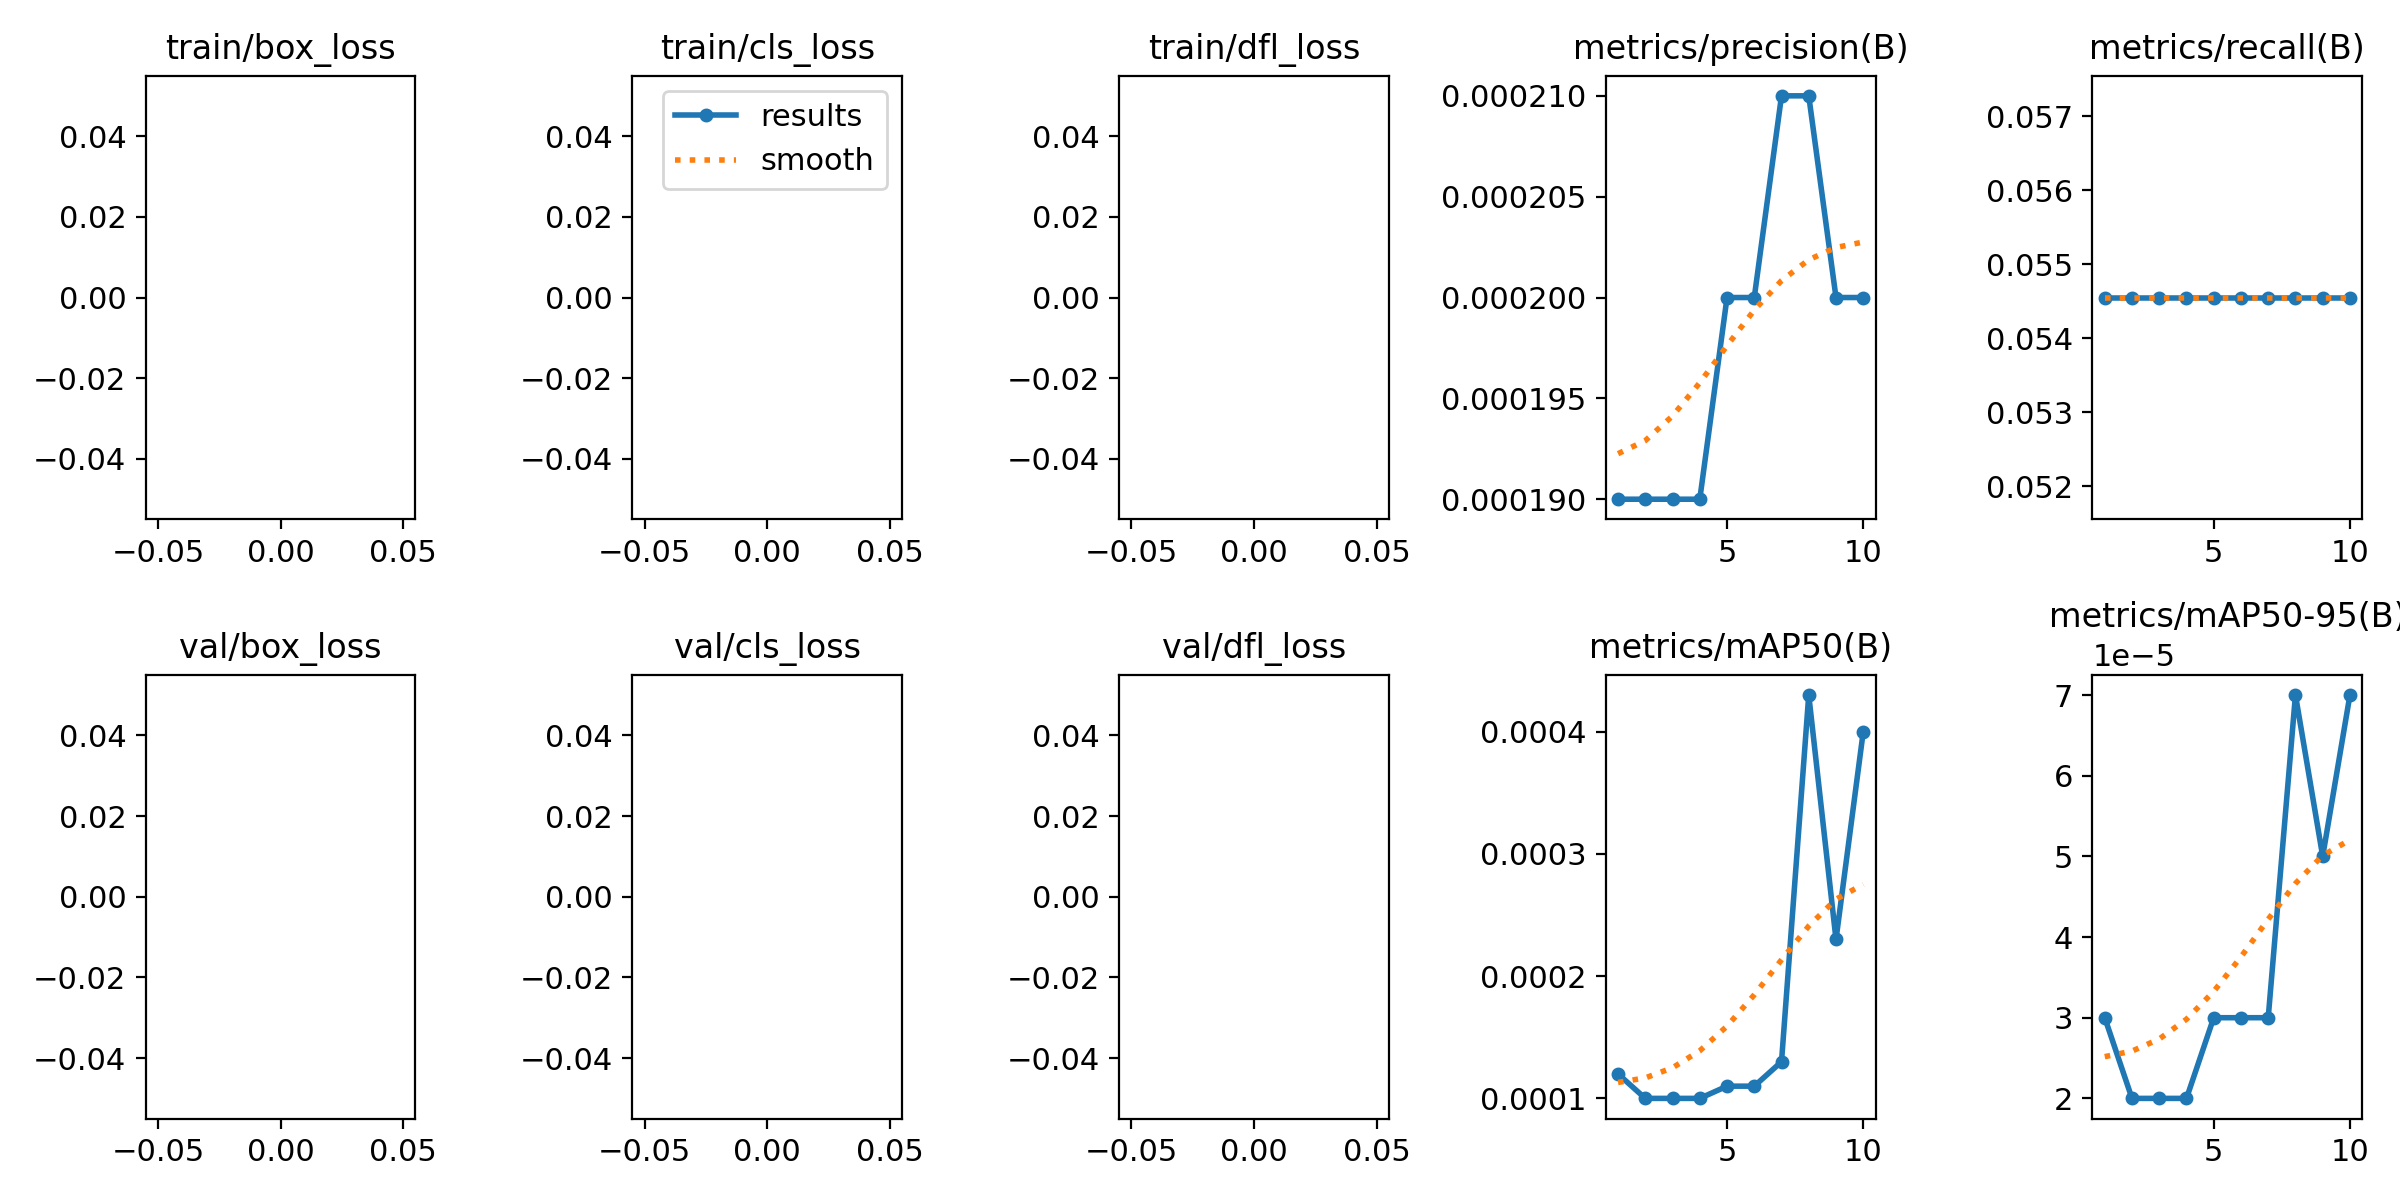 train/box_loss
0.04
0.02
0.00
−0.02
−0.04
−0.05 0.00 0.05
train/cls_loss
results
smooth
0.04
0.02
0.00
−0.02
−0.04
−0.05 0.00 0.05
train/dfl_loss
0.04
0.02
0.00
−0.02
−0.04
−0.05 0.00 0.05
metrics/precision(B)
0.000210
0.000205
0.000200
0.000195
0.000190
5 10
metrics/recall(B)
0.057
0.056
0.055
0.054
0.053
0.052
5 10
val/box_loss
0.04
0.02
0.00
−0.02
−0.04
−0.05 0.00 0.05
val/cls_loss
0.04
0.02
0.00
−0.02
−0.04
−0.05 0.00 0.05
val/dfl_loss
0.04
0.02
0.00
−0.02
−0.04
−0.05 0.00 0.05
metrics/mAP50(B)
0.0004
0.0003
0.0002
0.0001
5 10
metrics/mAP50-95(B)
1e−5
7
6
5
4
3
2
5 10